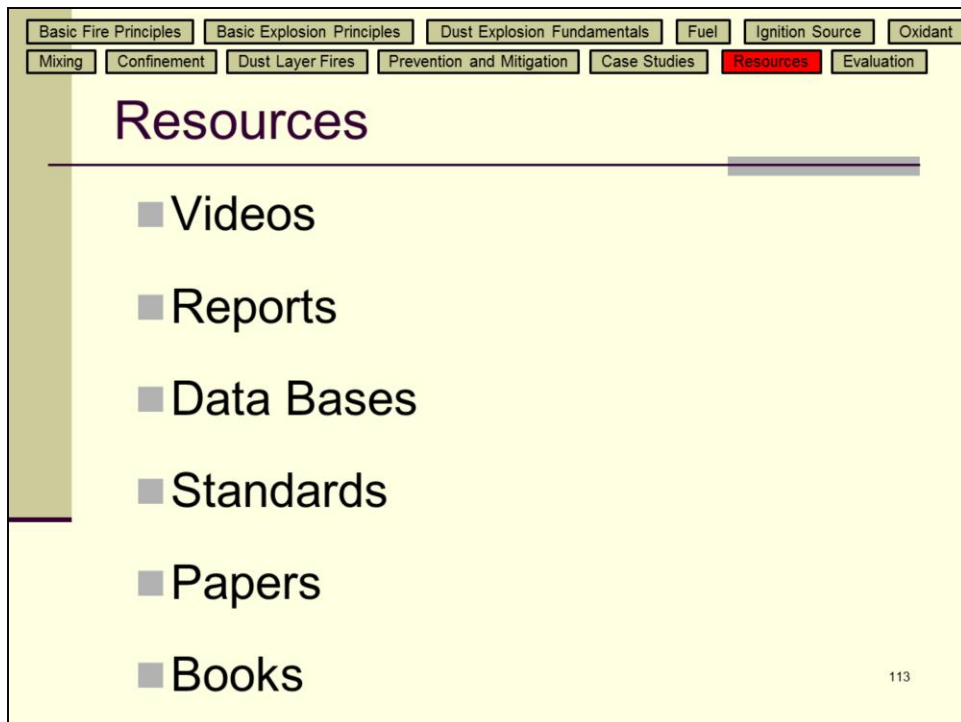 Basic Fire Principles Basic Explosion Principles Dust Explosion Fundamentals Fuel Ignition Source Oxidant
Mixing Confinement Dust Layer Fires Prevention and Mitigation Case Studies Resources Evaluation
Resources
Videos
Reports
Data Bases
Standards
Papers
Books
113